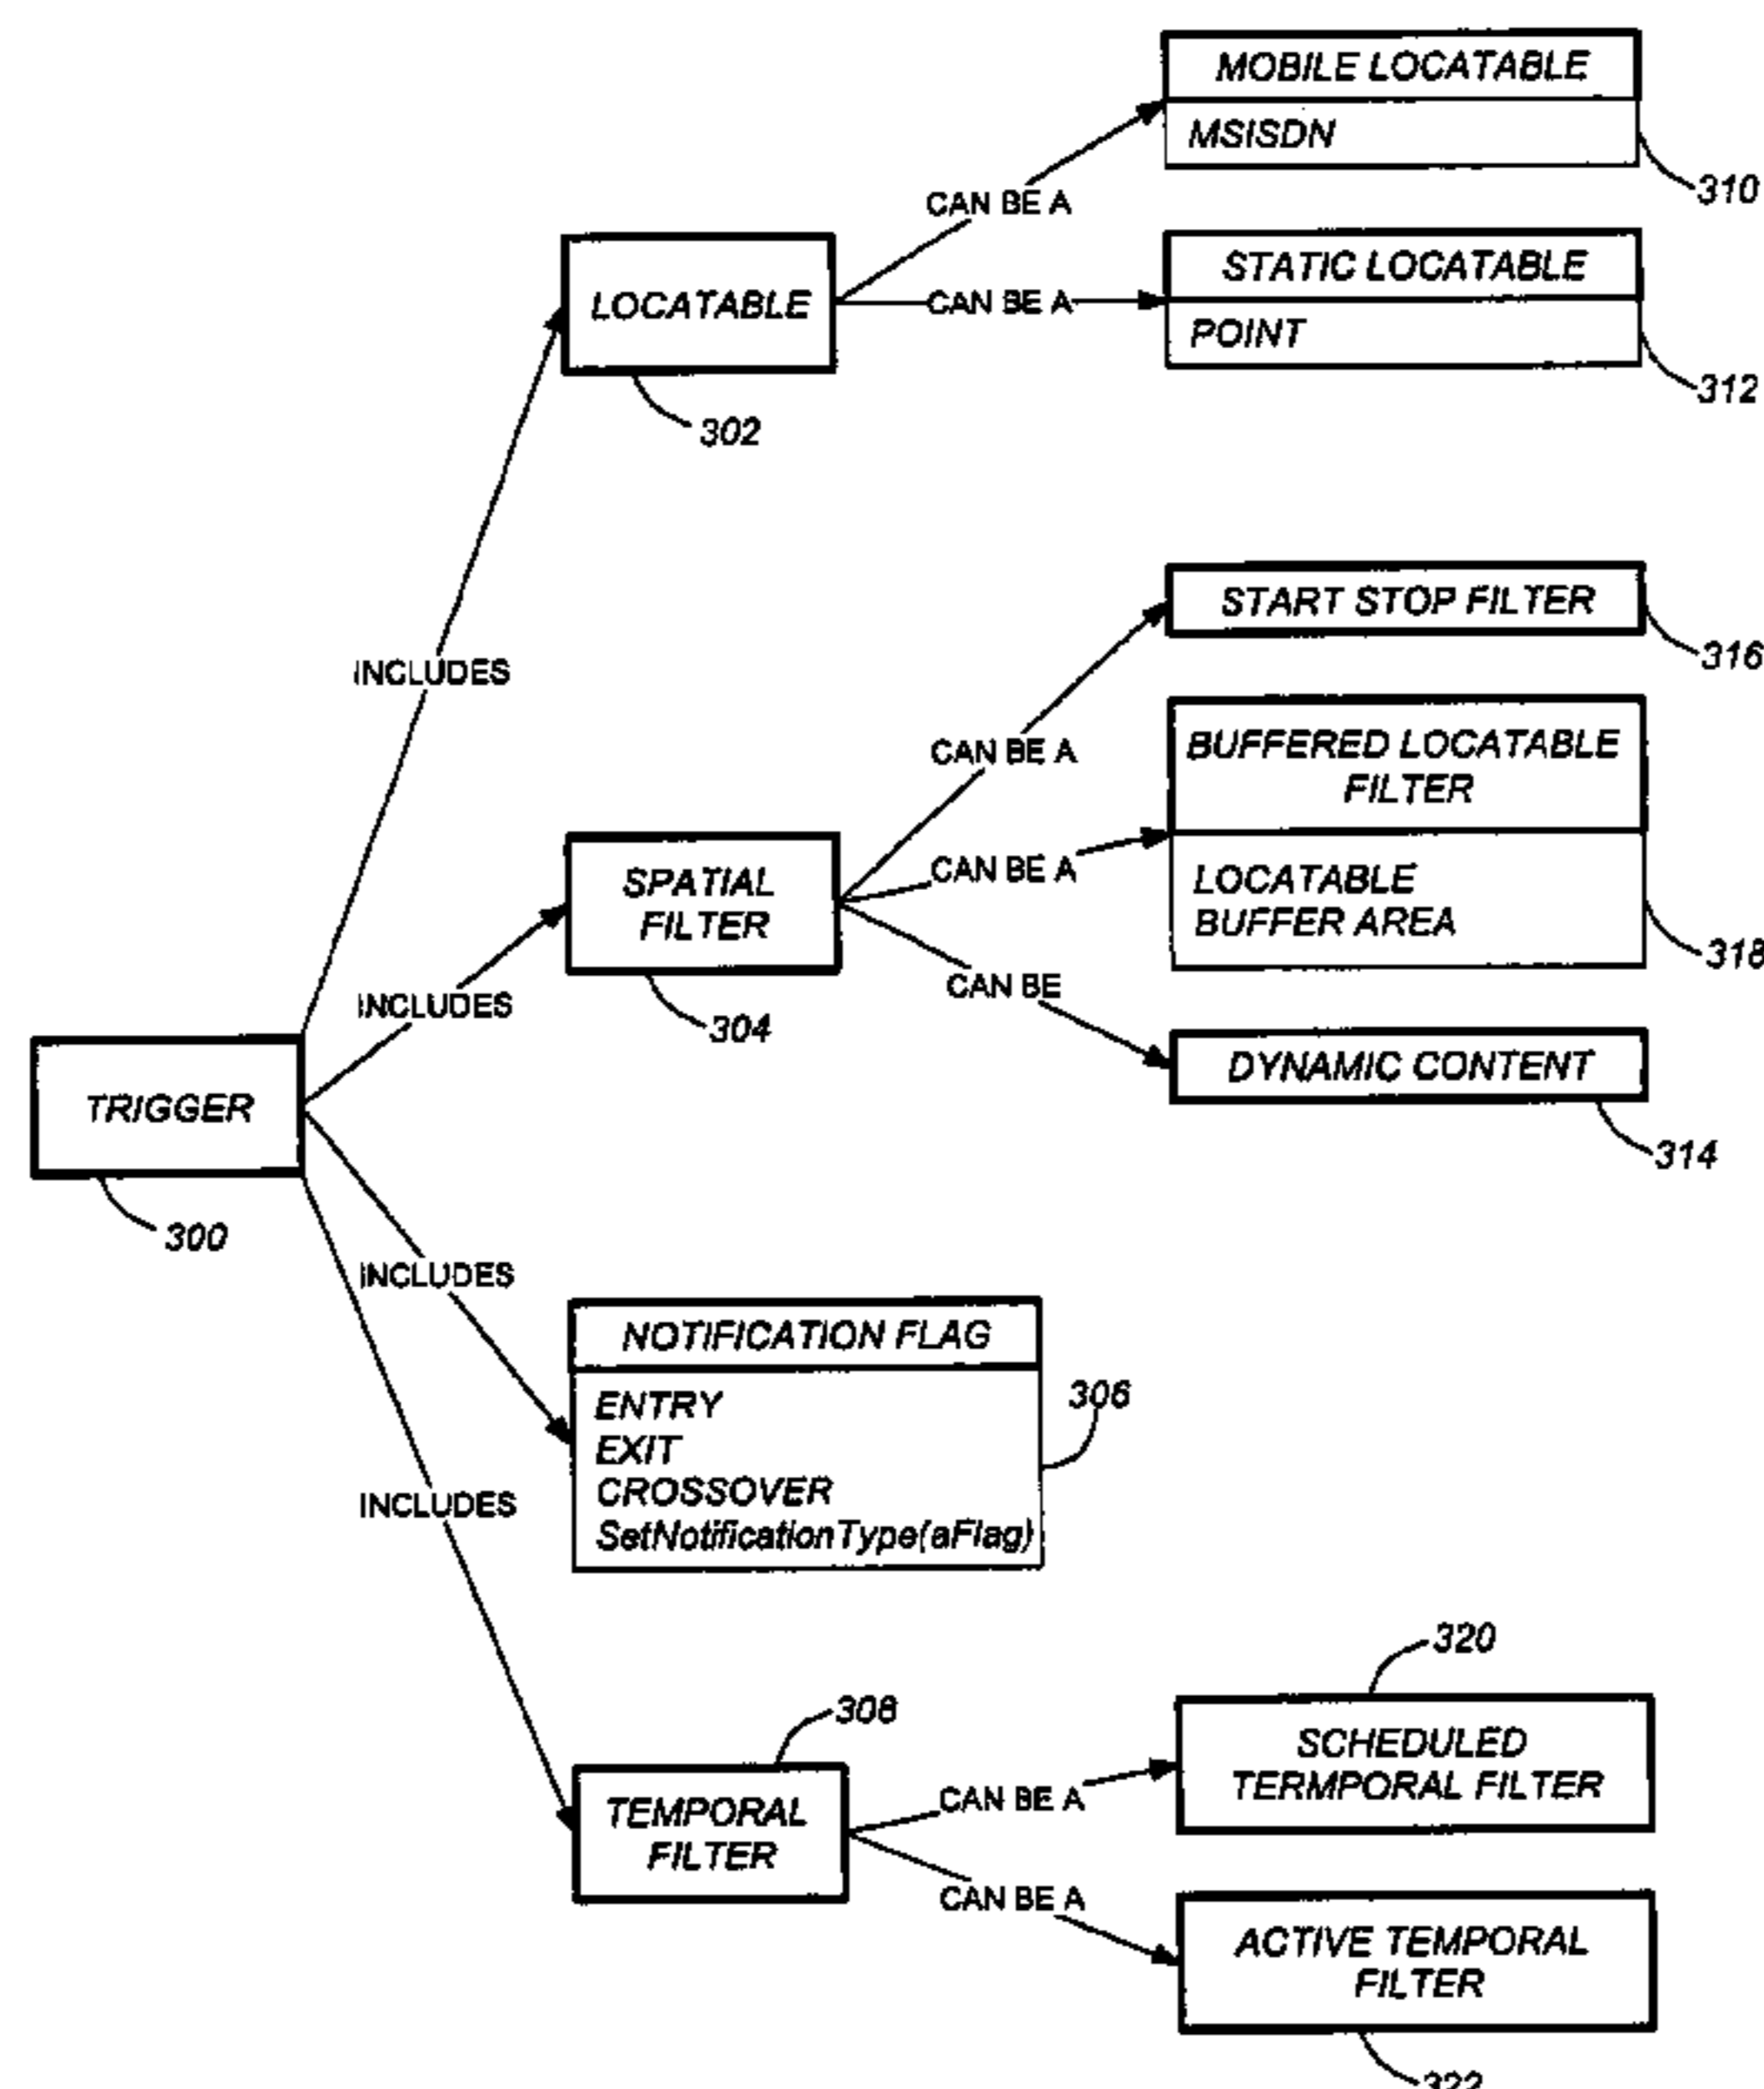 MOBILE LOCATABLE
MSISDN
310
CAN BE A
STATIC LOCATABLE
LOCATABLE
CAN BE A
POINT
312
302
START STOP FILTER
316
INCLUDES
CAN BE A
BUFFERED LOCATABLE
FILTER
SPATIAL
FILTER
CAN BE A
LOCATABLE
BUFFER AREA
318
CAN BE
INCLUDES
304
DYNAMIC CONTENT
314
TRIGGER
300
INCLUDES
NOTIFICATION FLAG
ENTRY
EXIT
CROSSOVER
SetNotificationType(aFlag)
306
INCLUDES
320
308
SCHEDULED
TERMPORAL FILTER
CAN BE A
TEMPORAL
FILTER
CAN BE A
ACTIVE TEMPORAL
FILTER
322